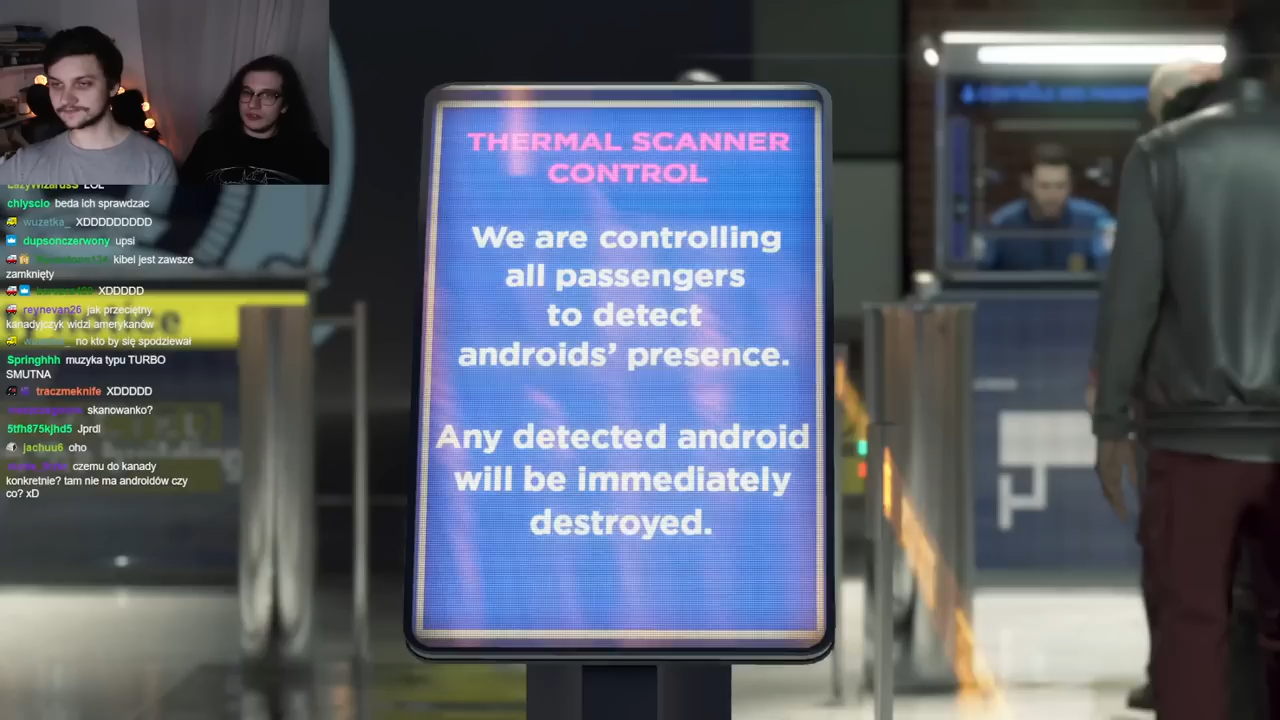 THERMAL SCANNER
CONTROL
We are controlling
all passengers
to detect
androids’ presence.
Any detected android
will be immediately
destroyed.
LazyWizardsS LOL
chlyscio beda ich sprawdzac
wuzetka_ XDDDDDDDDD
dupsonczerwony upsi
kibel jest zawsze
zamknięty
XDDDDD
reynevan26 jak przeciętny
kanadyjczyk widzi amerykanów
no kto by się spodziewał
Springhhh muzyka typu TURBO
SMUTNA
traczmeknife XDDDDD
skanowanko?
5tfh875kjhd5 Jprdl
jachuu6 oho
czemu do kanady
konkretnie? tam nie ma androidów czy
co? xD